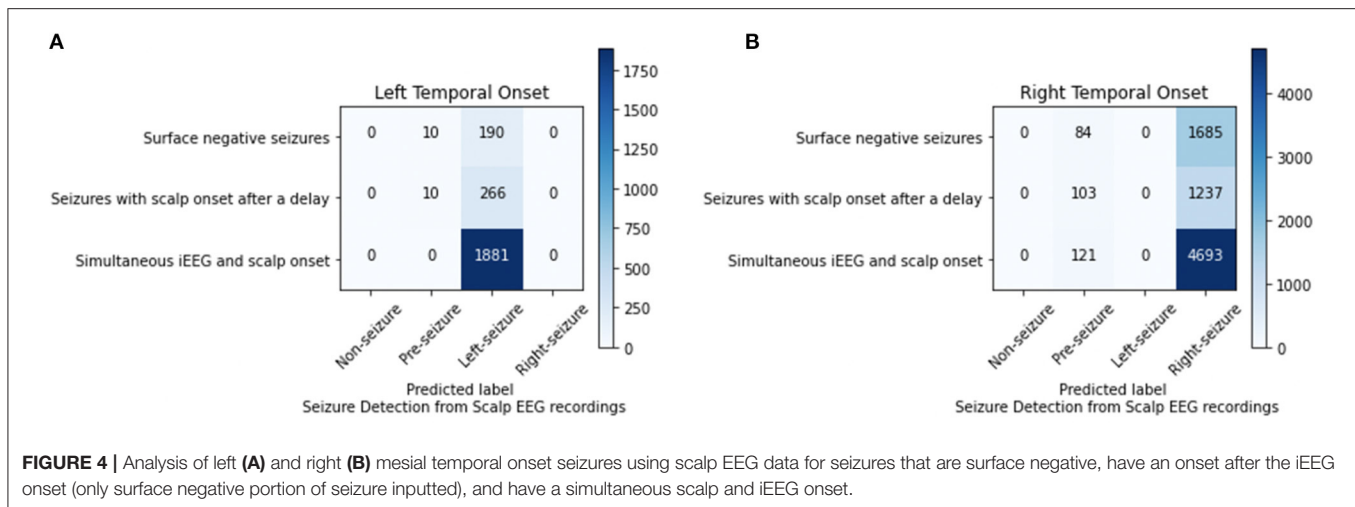 A
Left Temporal Onset
Surface negative seizures
0 10 190 0
Seizures with scalp onset after a delay
0 10 266 0
Simultaneous iEEG and scalp onset
0 0 1881 0
Non-seizure
Pre-seizure
Left-seizure
Right-seizure
Predicted label
Seizure Detection from Scalp EEG recordings
1750
1500
1250
1000
750
500
250
0
B
Right Temporal Onset
Surface negative seizures
0 84 0 1685
Seizures with scalp onset after a delay
0 103 0 1237
Simultaneous iEEG and scalp onset
0 121 0 4693
Non-seizure
Pre-seizure
Left-seizure
Right-seizure
Predicted label
Seizure Detection from Scalp EEG recordings
4000
3000
2000
1000
0
FIGURE 4 | Analysis of left (A) and right (B) mesial temporal onset seizures using scalp EEG data for seizures that are surface negative, have an onset after the iEEG
onset (only surface negative portion of seizure inputted), and have a simultaneous scalp and iEEG onset.